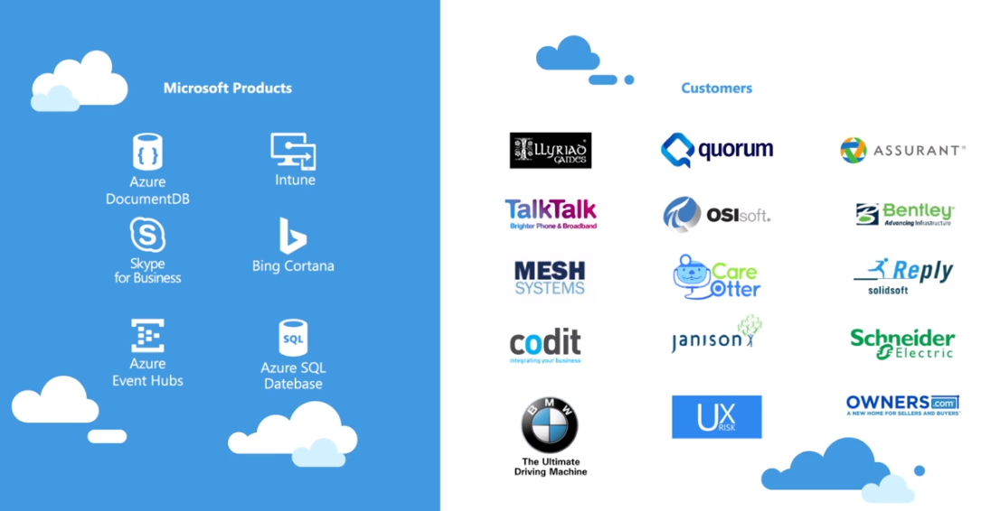 Microsoft Products
{ }
Azure
DocumentDB
Intune
S
Skype
for Business
Bing Cortana
Azure
Event Hubs
SQL
Azure SQL
Datebase
Customers
ILLYRIAD®
GAMES
quorum
ASSURANT®
TalkTalk
Brighter Phone & Broadband
OSIsoft.
Bentley®
Advancing Infrastructure
MESH
SYSTEMS
Care
Otter
Reply
solidsoft
codit
integrating your business
janison
Schneider
Electric
BMW
The Ultimate
Driving Machine
UX
RISK
OWNERS.com™
A NEW HOME FOR SELLERS AND BUYERS™